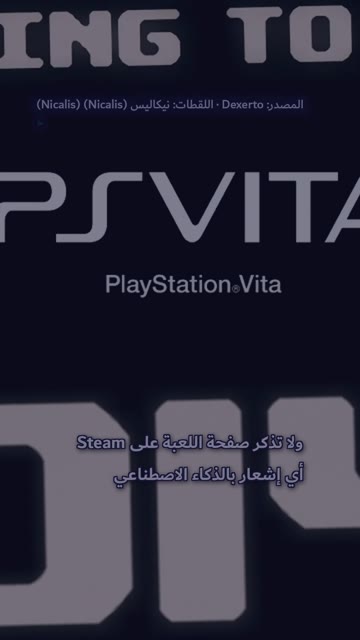 ING TO
المصدر: Dexerto · اللقطات: نيكاليس (Nicalis) (Nicalis)
PSVITA
PlayStation®Vita
ولا تذكر صفحة اللعبة على Steam
أي إشعار بالذكاء الاصطناعي